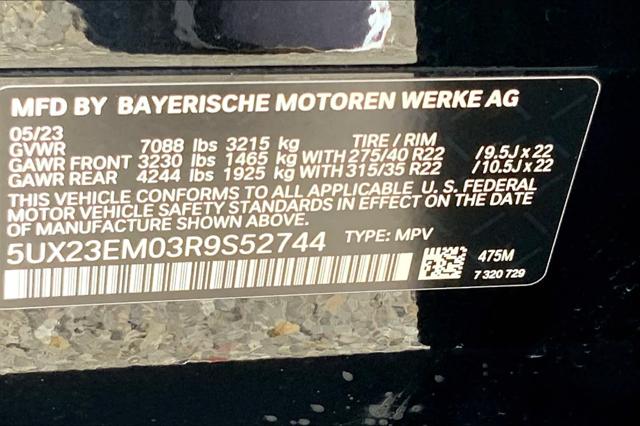 MFD BY BAYERISCHE MOTOREN WERKE AG
05/23
GVWR 7088 lbs 3215 kg TIRE / RIM
GAWR FRONT 3230 lbs 1465 kg WITH 275/40 R22 /9.5J x 22
GAWR REAR 4244 lbs 1925 kg WITH 315/35 R22 /10.5J x 22
THIS VEHICLE CONFORMS TO ALL APPLICABLE U. S. FEDERAL
MOTOR VEHICLE SAFETY STANDARDS IN EFFECT ON THE DATE
OF MANUFACTURE SHOWN ABOVE.
5UX23EM03R9S52744 TYPE: MPV
475M
7 320 729